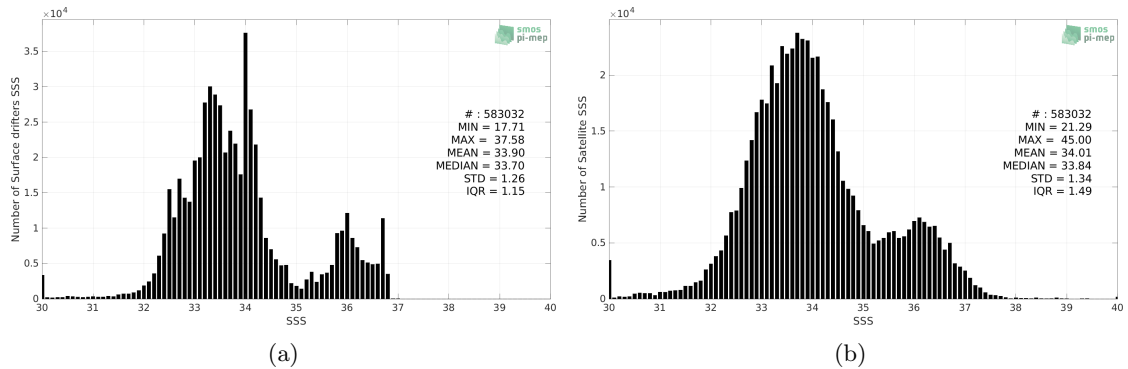 ×10^4
smos
pi-mep
3.5
3
2.5
2
1.5
1
0.5
0
Number of Surface drifters SSS
# : 583032
MIN = 17.71
MAX = 37.58
MEAN = 33.90
MEDIAN = 33.70
STD = 1.26
IQR = 1.15
30 31 32 33 34 35 36 37 38 39 40
SSS
(a)
×10^4
smos
pi-mep
2
1.5
1
0.5
0
Number of Satellite SSS
# : 583032
MIN = 21.29
MAX = 45.00
MEAN = 34.01
MEDIAN = 33.84
STD = 1.34
IQR = 1.49
30 31 32 33 34 35 36 37 38 39 40
SSS
(b)